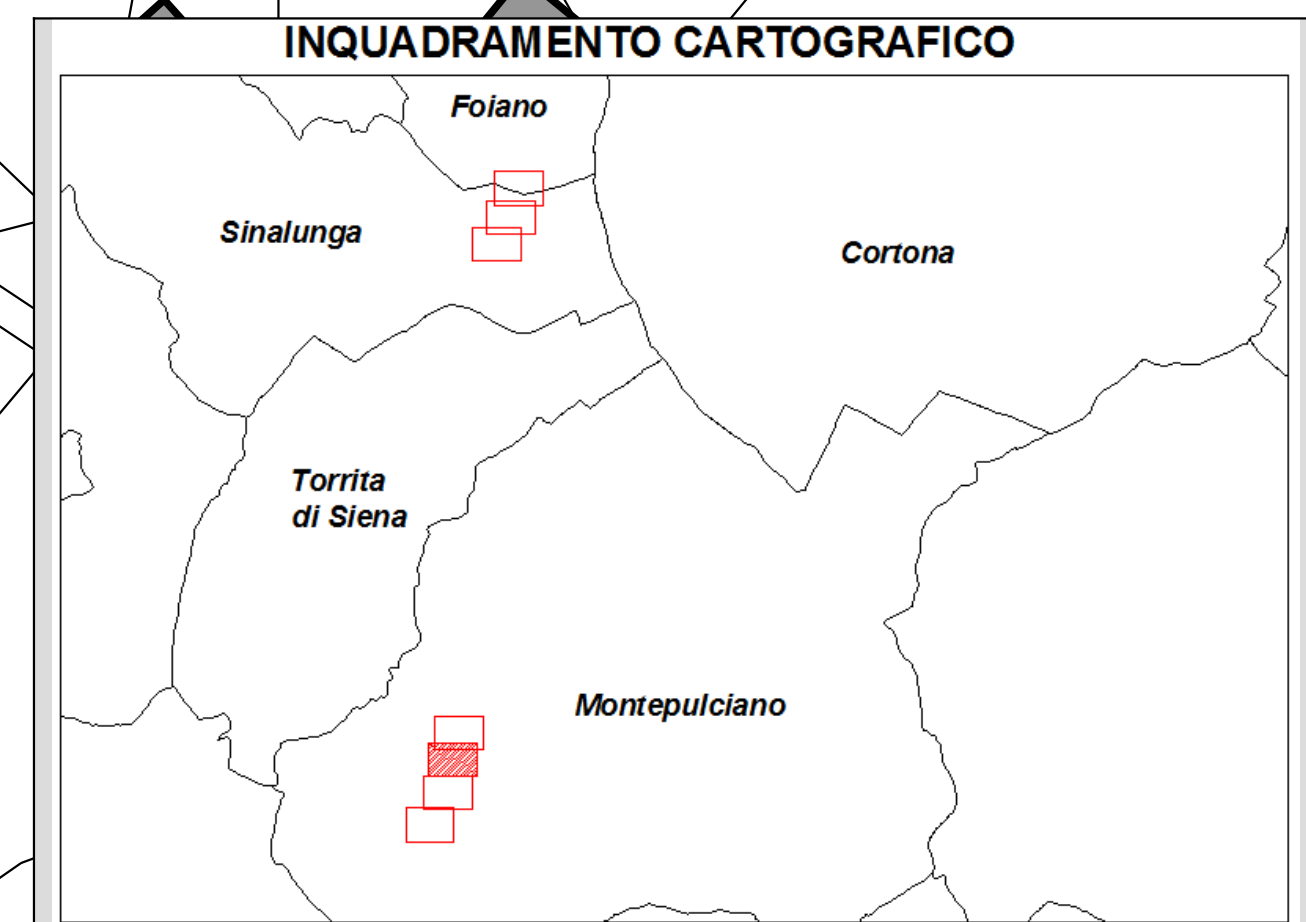 INQUADRAMENTO CARTOGRAFICO
Foiano
Sinalunga
Cortona
Torrita
di Siena
Montepulciano